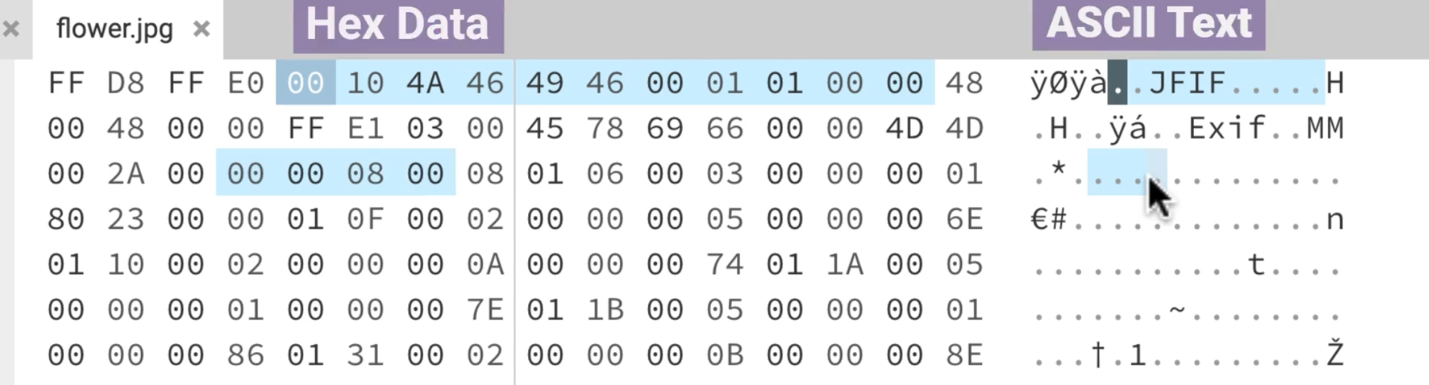 × flower.jpg × Hex Data ASCII Text
FF D8 FF E0 00 10 4A 46 49 46 00 01 01 00 00 48 ÿØÿà..JFIF.....H
00 48 00 00 FF E1 03 00 45 78 69 66 00 00 4D 4D .H..ÿá..Exif..MM
00 2A 00 00 00 08 00 08 01 06 00 03 00 00 00 01 .*..............
80 23 00 00 01 0F 00 02 00 00 00 05 00 00 00 6E €#.............n
01 10 00 02 00 00 00 0A 00 00 00 74 01 1A 00 05 ...........t....
00 00 00 01 00 00 00 7E 01 1B 00 05 00 00 00 01 .......~........
00 00 00 86 01 31 00 02 00 00 00 0B 00 00 00 8E ...†.1.........Ž